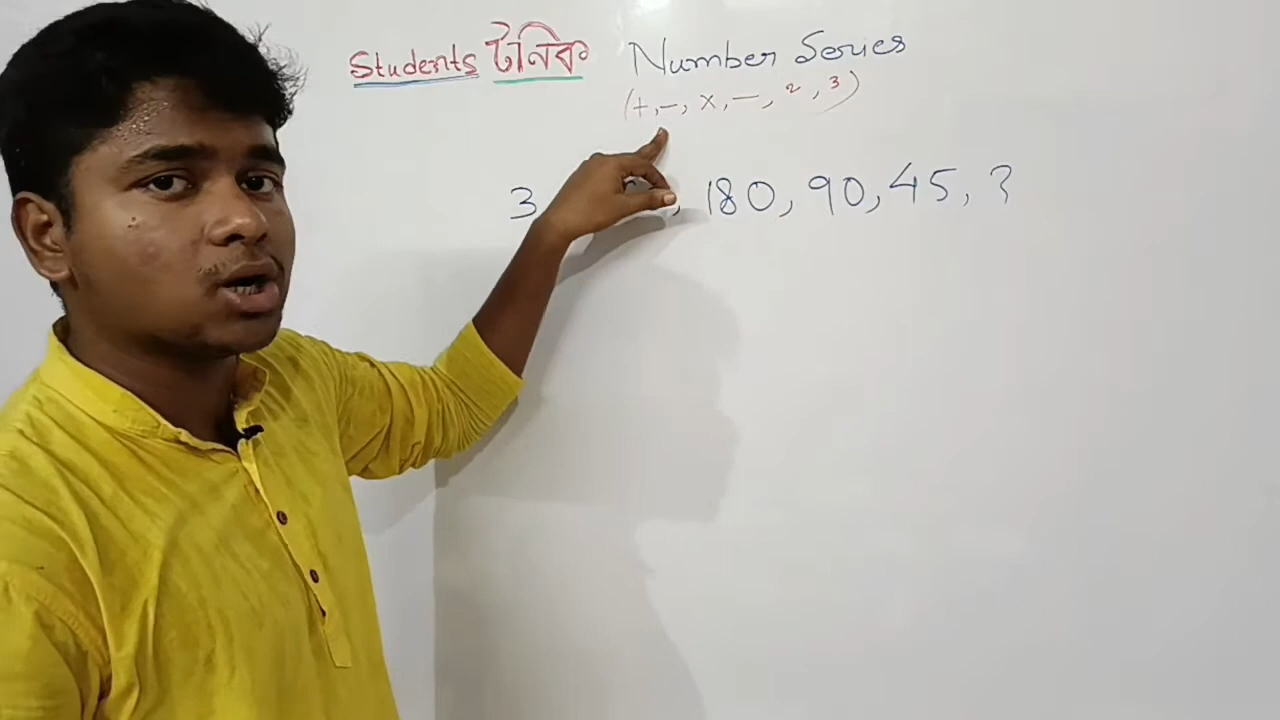 Students টনিক Number Series
(+, -, x, -, ², ³)
3 , 180, 90, 45, ?